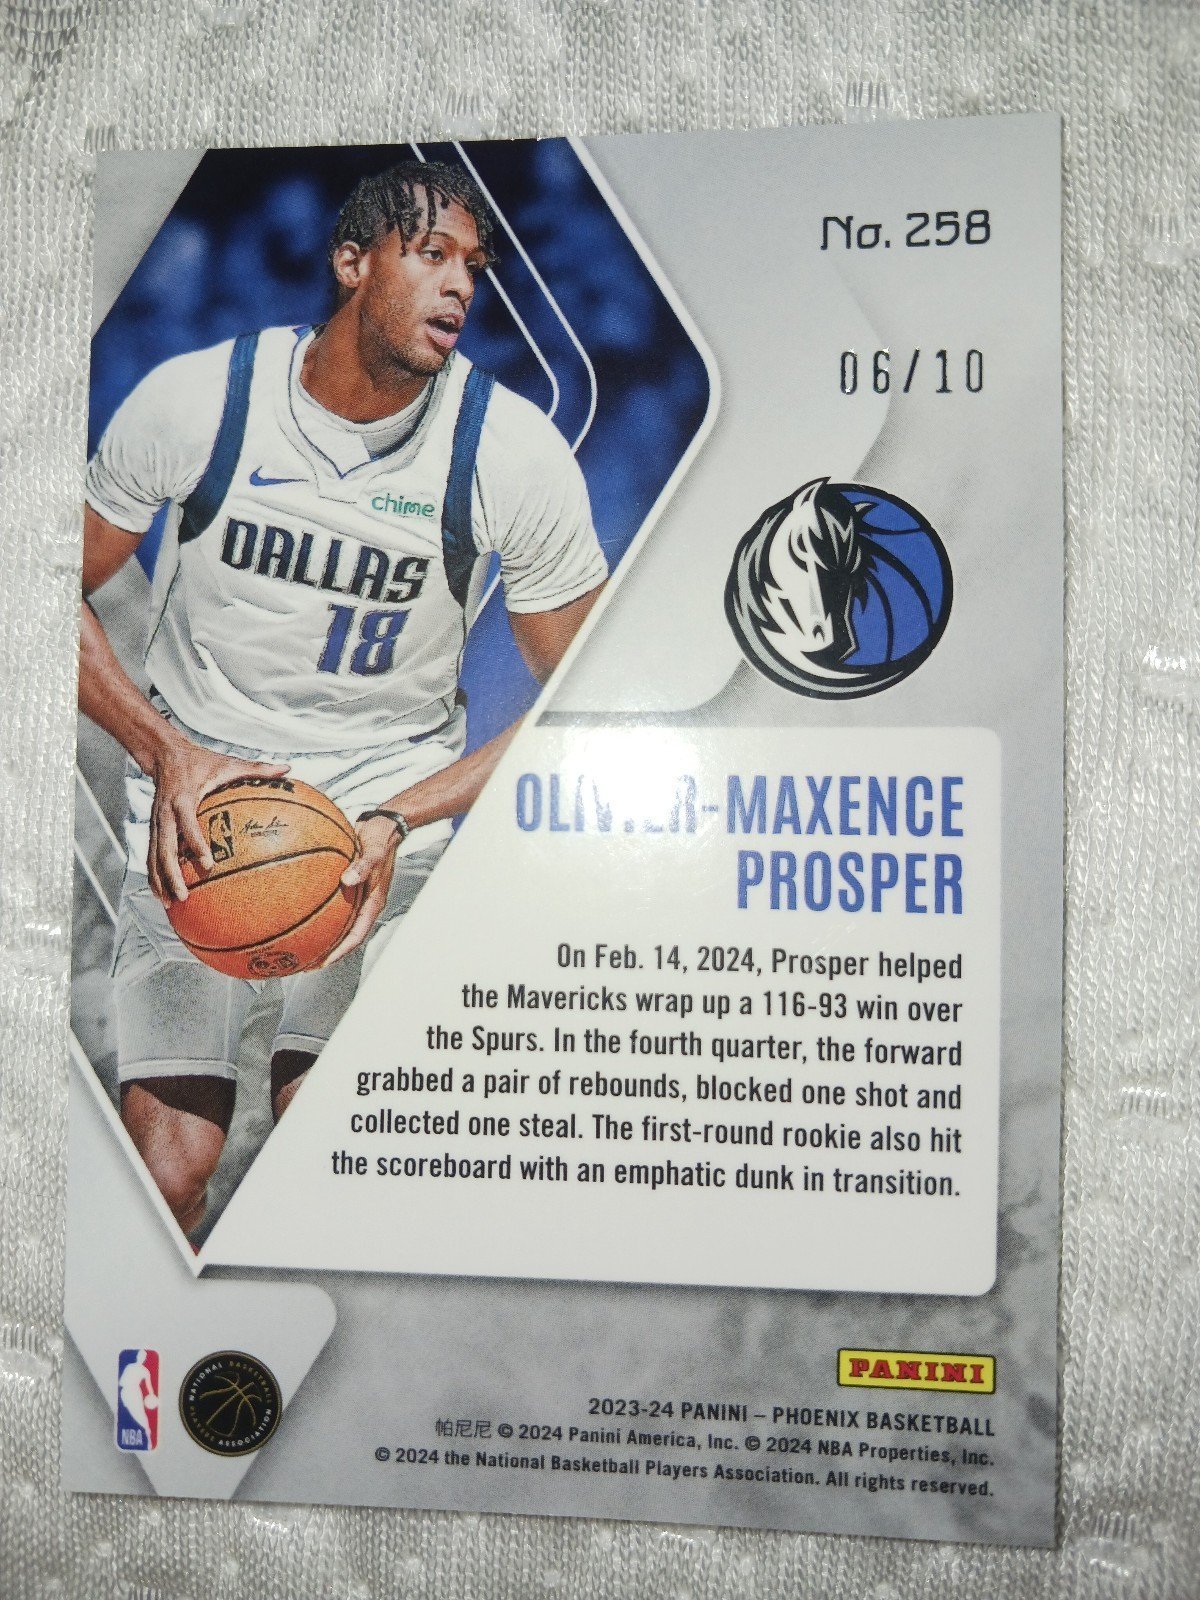 No. 258
06/10
chime
DALLAS
18
OLIVIER-MAXENCE
PROSPER
On Feb. 14, 2024, Prosper helped
the Mavericks wrap up a 116-93 win over
the Spurs. In the fourth quarter, the forward
grabbed a pair of rebounds, blocked one shot and
collected one steal. The first-round rookie also hit
the scoreboard with an emphatic dunk in transition.
PANINI
NBA
NATIONAL BASKETBALL
PLAYERS ASSOCIATION
2023-24 PANINI – PHOENIX BASKETBALL
帕尼尼 © 2024 Panini America, Inc. © 2024 NBA Properties, Inc.
© 2024 the National Basketball Players Association. All rights reserved.